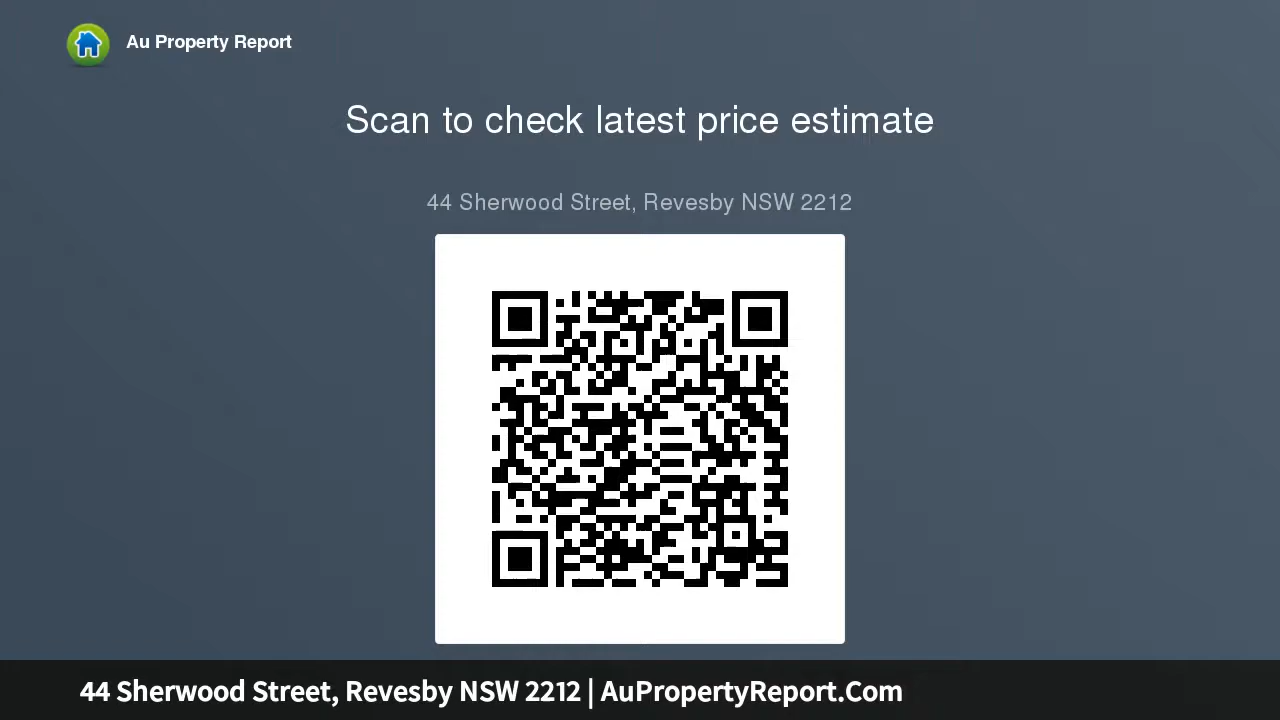 Au Property Report
Scan to check latest price estimate
44 Sherwood Street, Revesby NSW 2212
44 Sherwood Street, Revesby NSW 2212 | AuPropertyReport.Com